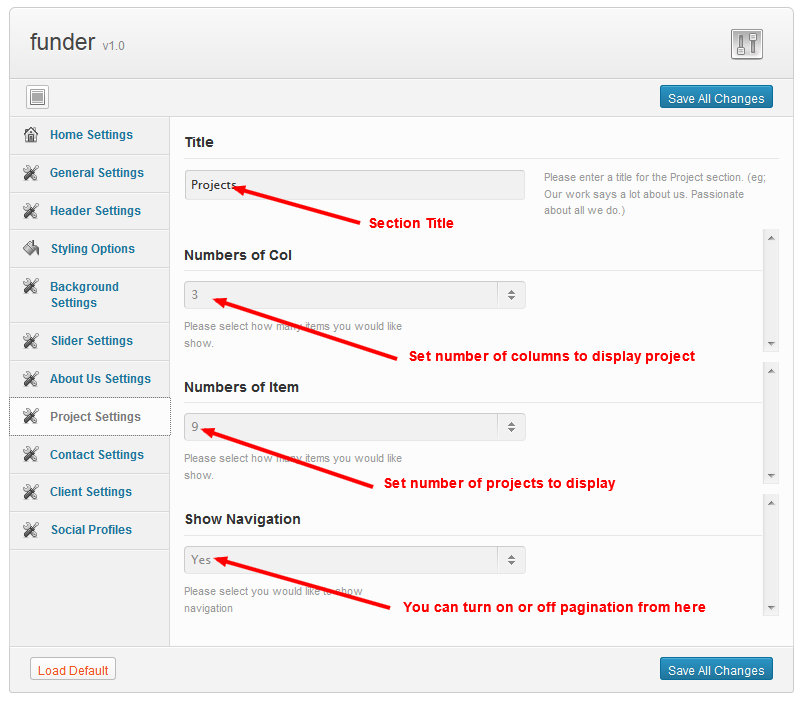 funder v1.0
Save All Changes
Home Settings
General Settings
Header Settings
Styling Options
Background
Settings
Slider Settings
About Us Settings
Project Settings
Contact Settings
Client Settings
Social Profiles
Title
Projects
Please enter a title for the Project section. (eg;
Our work says a lot about us. Passionate
about all we do.)
Section Title
Numbers of Col
3
Please select how many items you would like
show.
Set number of columns to display project
Numbers of Item
9
Please select how many items you would like
show.
Set number of projects to display
Show Navigation
Yes
Please select you would like to show
navigation
You can turn on or off pagination from here
Load Default
Save All Changes